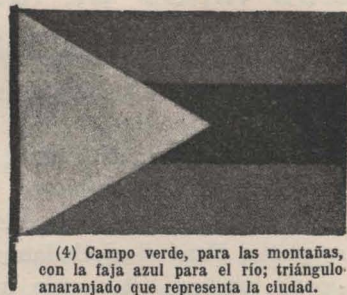 (4) Campo verde, para las montañas,
con la faja azul para el río; triángulo
anaranjado que representa la ciudad.